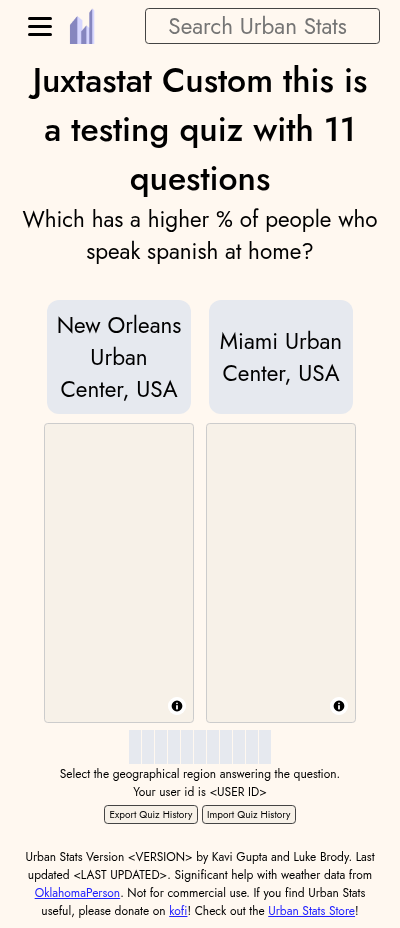 Search Urban Stats
Juxtastat Custom this is
a testing quiz with 11
questions
Which has a higher % of people who
speak spanish at home?
New Orleans
Urban
Center, USA
Miami Urban
Center, USA
Select the geographical region answering the question.
Your user id is <USER ID>
Export Quiz History
Import Quiz History
Urban Stats Version <VERSION> by Kavi Gupta and Luke Brody. Last
updated <LAST UPDATED>. Significant help with weather data from
OklahomaPerson. Not for commercial use. If you find Urban Stats
useful, please donate on kofi! Check out the Urban Stats Store!